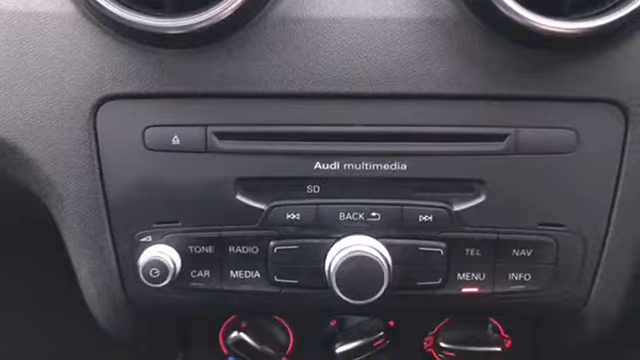 Audi multimedia
SD
BACK
TONE RADIO TEL NAV
CAR MEDIA MENU INFO